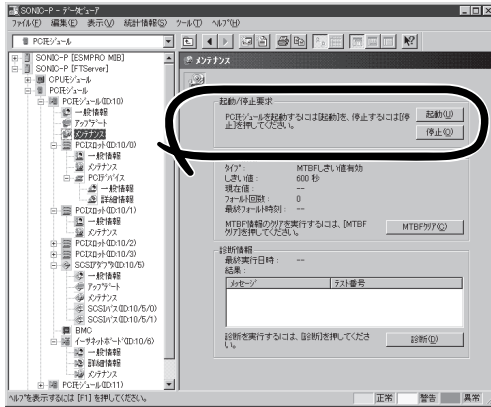 SONIC-P - データビューア
ファイル(F) 編集(E) 表示(V) 統計情報(S) ツール(T) ヘルプ(H)
PCIモジュール
SONIC-P [ESMPRO MIB]
SONIC-P [FTServer]
CPUモジュール
PCIモジュール
PCIモジュール(ID:10)
一般情報
アップデート
メンテナンス
PCIスロット(ID:10/0)
一般情報
メンテナンス
PCIデバイス
一般情報
詳細情報
PCIスロット(ID:10/1)
一般情報
メンテナンス
PCIスロット(ID:10/2)
PCIスロット(ID:10/3)
SCSIアダプタ(ID:10/5)
一般情報
アップデート
メンテナンス
SCSIバス(ID:10/5/0)
SCSIバス(ID:10/5/1)
BMC
イーサネットボード(ID:10/6)
一般情報
詳細情報
メンテナンス
PCIモジュール(ID:11)
メンテナンス
起動/停止要求
PCIモジュールを起動するには[起動]を、停止するには[停
止]を押してください。
起動(U)
停止(O)
タイプ: MTBFしきい値有効
しきい値: 600 秒
現在値: --
フォールト回数: 0
最終フォールト時刻: --
MTBF情報のクリアを実行するには、[MTBF
クリア]を押してください。
MTBFクリア(C)
診断情報
最終実行日時: --
結果:
メッセージ テスト番号
診断を実行するには、[診断]を押してくださ
い。
診断(D)
ヘルプを表示するには [F1] を押してください。
正常 警告 異常